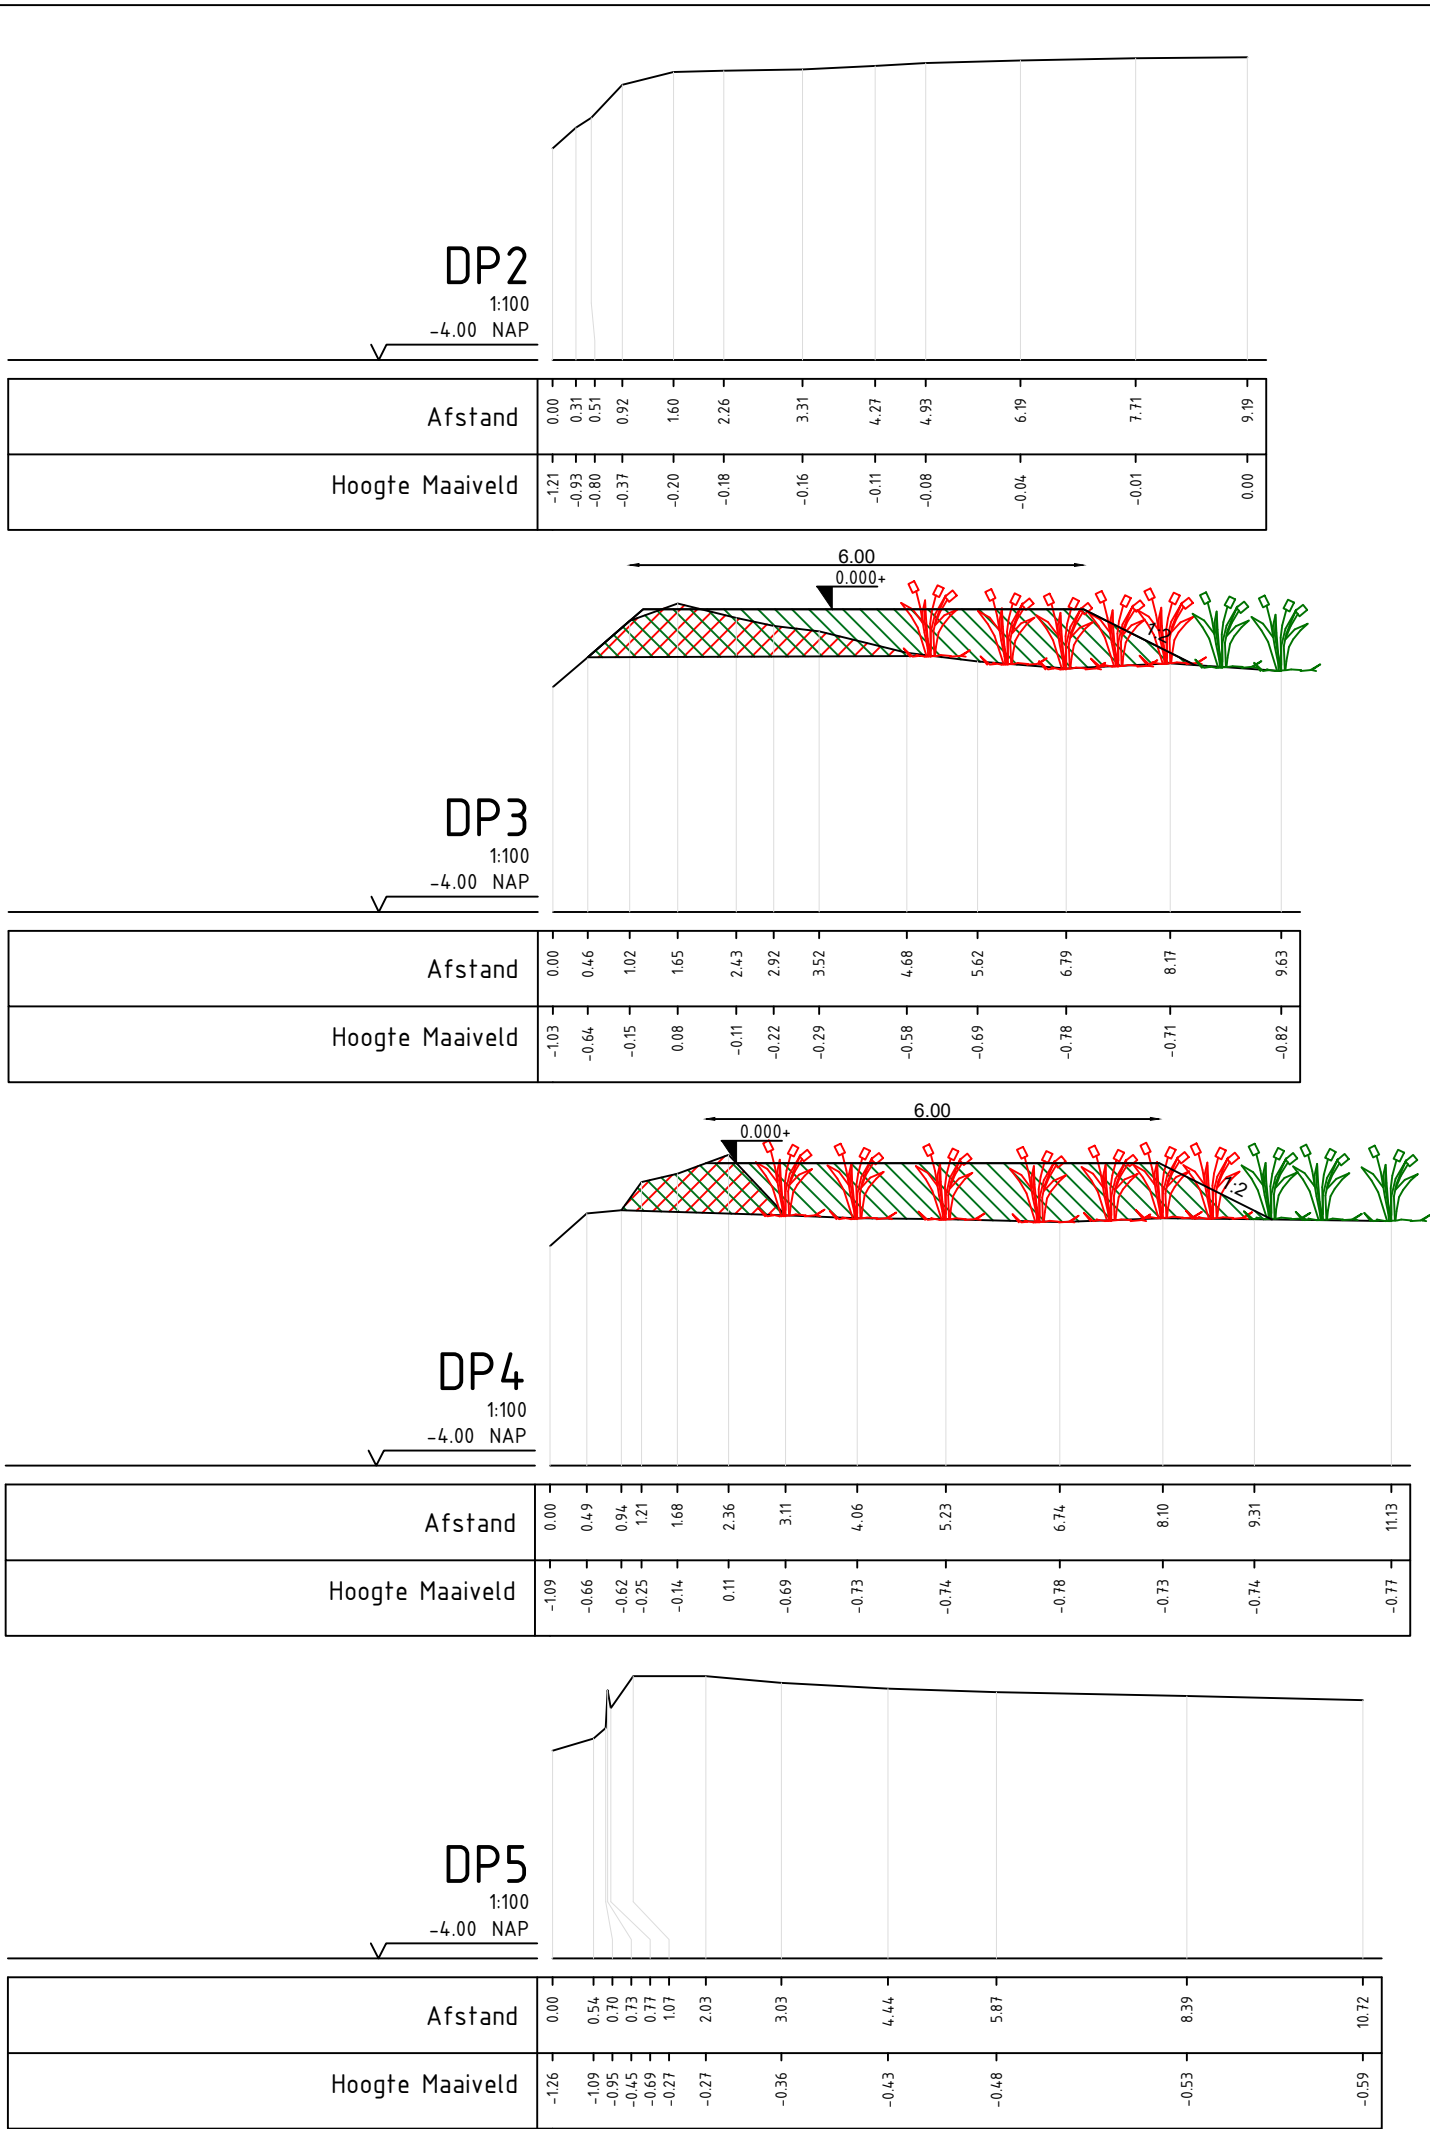 DP2
1:100
-4.00 NAP
Afstand 0.00 0.31 0.51 0.92 1.60 2.26 3.31 4.27 4.93 6.19 7.71 9.19
Hoogte Maaiveld -1.21 -0.93 -0.80 -0.37 -0.20 -0.18 -0.16 -0.11 -0.08 -0.04 -0.01 0.00
6.00
0.000+
1:2
DP3
1:100
-4.00 NAP
Afstand 0.00 0.46 1.02 1.65 2.43 2.92 3.52 4.68 5.62 6.79 8.17 9.63
Hoogte Maaiveld -1.03 -0.64 -0.15 0.08 -0.11 -0.22 -0.29 -0.58 -0.69 -0.78 -0.71 -0.82
6.00
0.000+
1:2
DP4
1:100
-4.00 NAP
Afstand 0.00 0.49 0.94 1.21 1.68 2.36 3.11 4.06 5.23 6.74 8.10 9.31 11.13
Hoogte Maaiveld -1.09 -0.66 -0.62 -0.25 -0.14 0.11 -0.69 -0.73 -0.74 -0.78 -0.73 -0.74 -0.77
DP5
1:100
-4.00 NAP
Afstand 0.00 0.54 0.70 0.73 0.77 1.07 2.03 3.03 4.44 5.87 8.39 10.72
Hoogte Maaiveld -1.26 -1.09 -0.95 -0.45 -0.69 -0.27 -0.27 -0.36 -0.43 -0.48 -0.53 -0.59